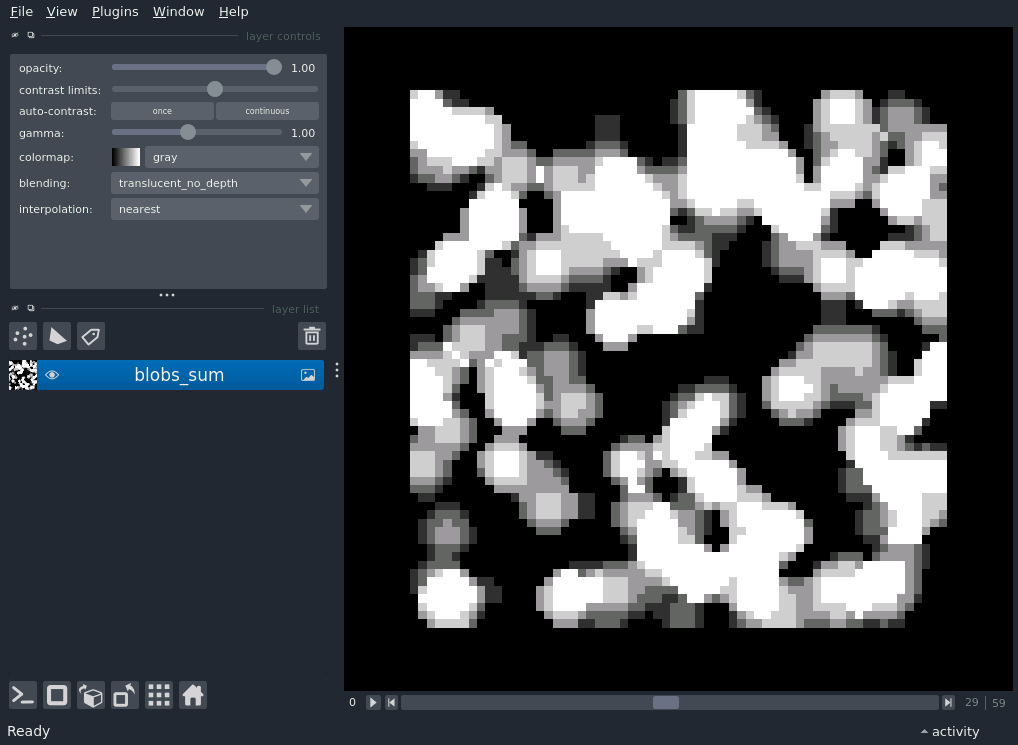 File View Plugins Window Help
layer controls
opacity: 1.00
contrast limits:
auto-contrast: once continuous
gamma: 1.00
colormap: gray
blending: translucent_no_depth
interpolation: nearest
layer list
blobs_sum
0 29 59
Ready activity